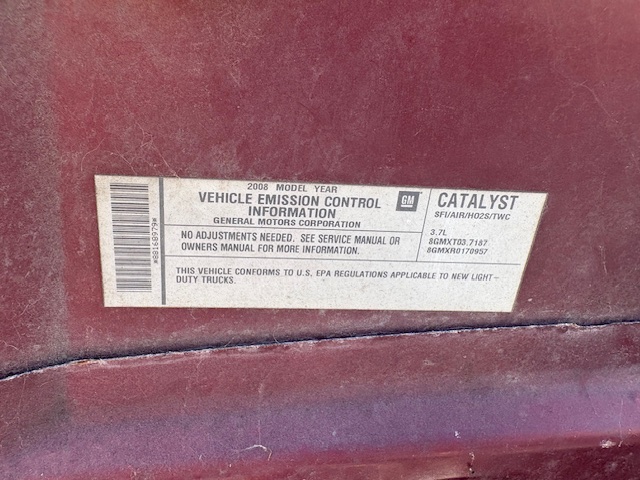 2008 MODEL YEAR
VEHICLE EMISSION CONTROL
INFORMATION
GENERAL MOTORS CORPORATION
GM
NO ADJUSTMENTS NEEDED. SEE SERVICE MANUAL OR
OWNERS MANUAL FOR MORE INFORMATION.
CATALYST
SFI/AIR/HO2S/TWC
3.7L
8GMXT03.7187
8GMXR0170957
THIS VEHICLE CONFORMS TO U.S. EPA REGULATIONS APPLICABLE TO NEW LIGHT-
DUTY TRUCKS.
*88168979*